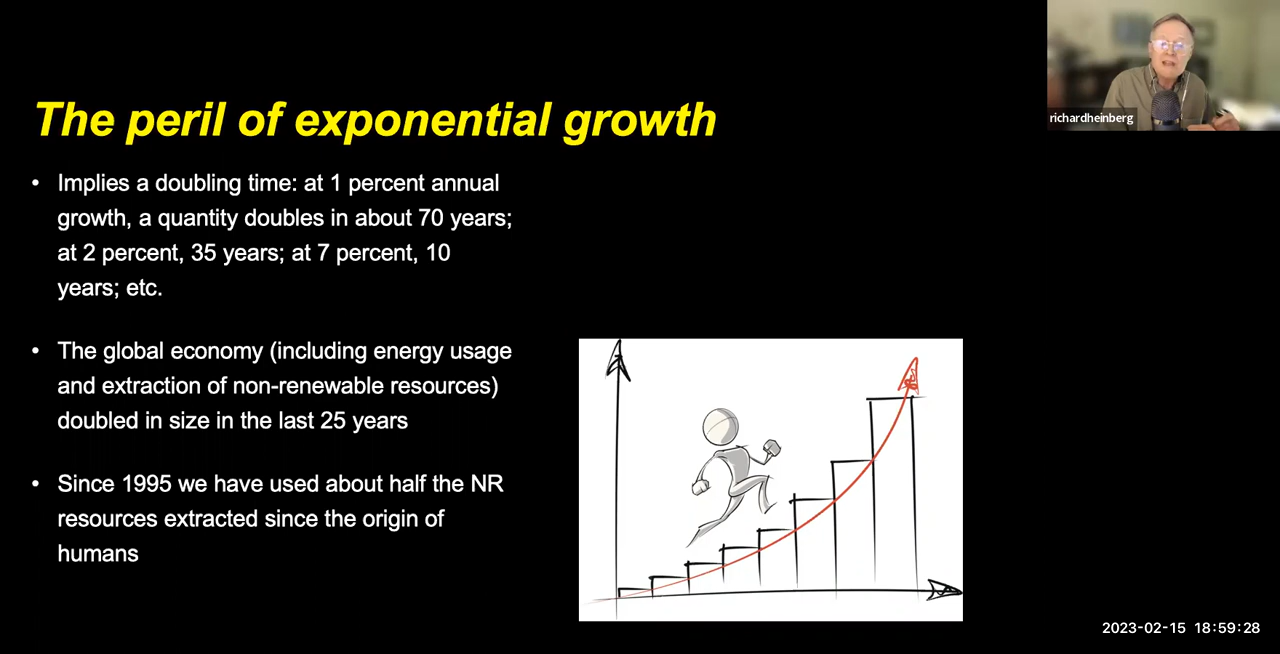 richardheinberg
The peril of exponential growth
• Implies a doubling time: at 1 percent annual
growth, a quantity doubles in about 70 years;
at 2 percent, 35 years; at 7 percent, 10
years; etc.
• The global economy (including energy usage
and extraction of non-renewable resources)
doubled in size in the last 25 years
• Since 1995 we have used about half the NR
resources extracted since the origin of
humans
2023-02-15 18:59:28